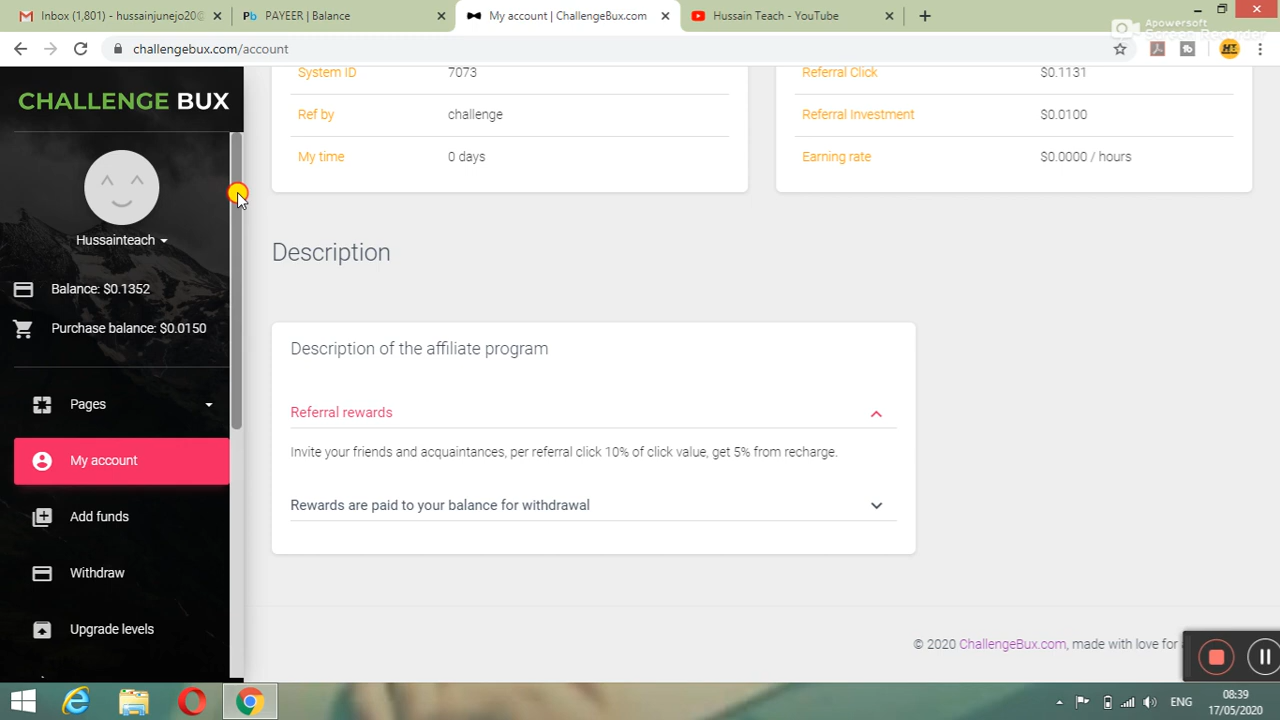 Inbox (1,801) - hussainjunejo20
PAYEER | Balance
My account | ChallengeBux.com
Hussain Teach - YouTube
challengebux.com/account
Apowersoft
Screen Recorder
HT
CHALLENGE BUX
Hussainteach
Balance: $0.1352
Purchase balance: $0.0150
Pages
My account
Add funds
Withdraw
Upgrade levels
System ID 7073
Ref by challenge
My time 0 days
Referral Click $0.1131
Referral Investment $0.0100
Earning rate $0.0000 / hours
Description
Description of the affiliate program
Referral rewards
Invite your friends and acquaintances, per referral click 10% of click value, get 5% from recharge.
Rewards are paid to your balance for withdrawal
© 2020 ChallengeBux.com, made with love for
ENG
08:39
17/05/2020